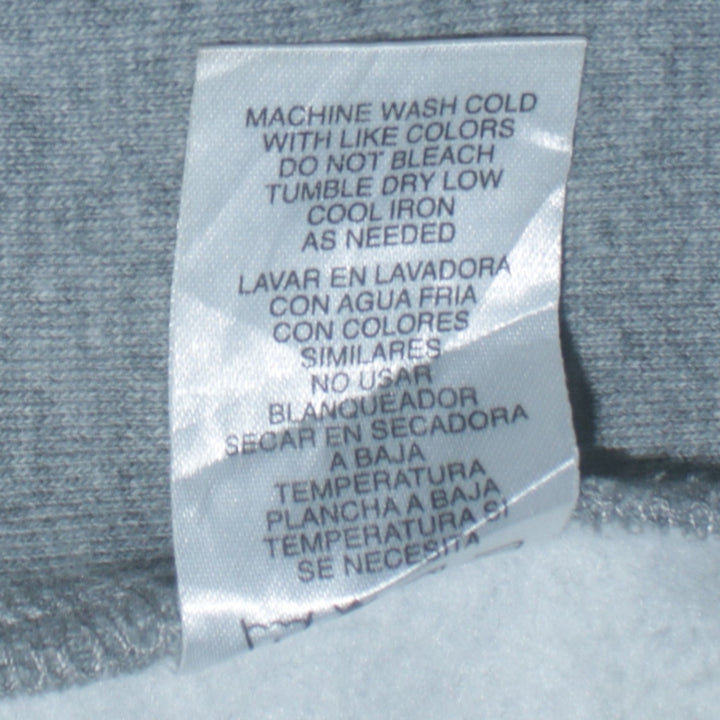 MACHINE WASH COLD
WITH LIKE COLORS
DO NOT BLEACH
TUMBLE DRY LOW
COOL IRON
AS NEEDED
LAVAR EN LAVADORA
CON AGUA FRIA
CON COLORES
SIMILARES
NO USAR
BLANQUEADOR
SECAR EN SECADORA
A BAJA
TEMPERATURA
PLANCHA A BAJA
TEMPERATURA SI
SE NECESITA